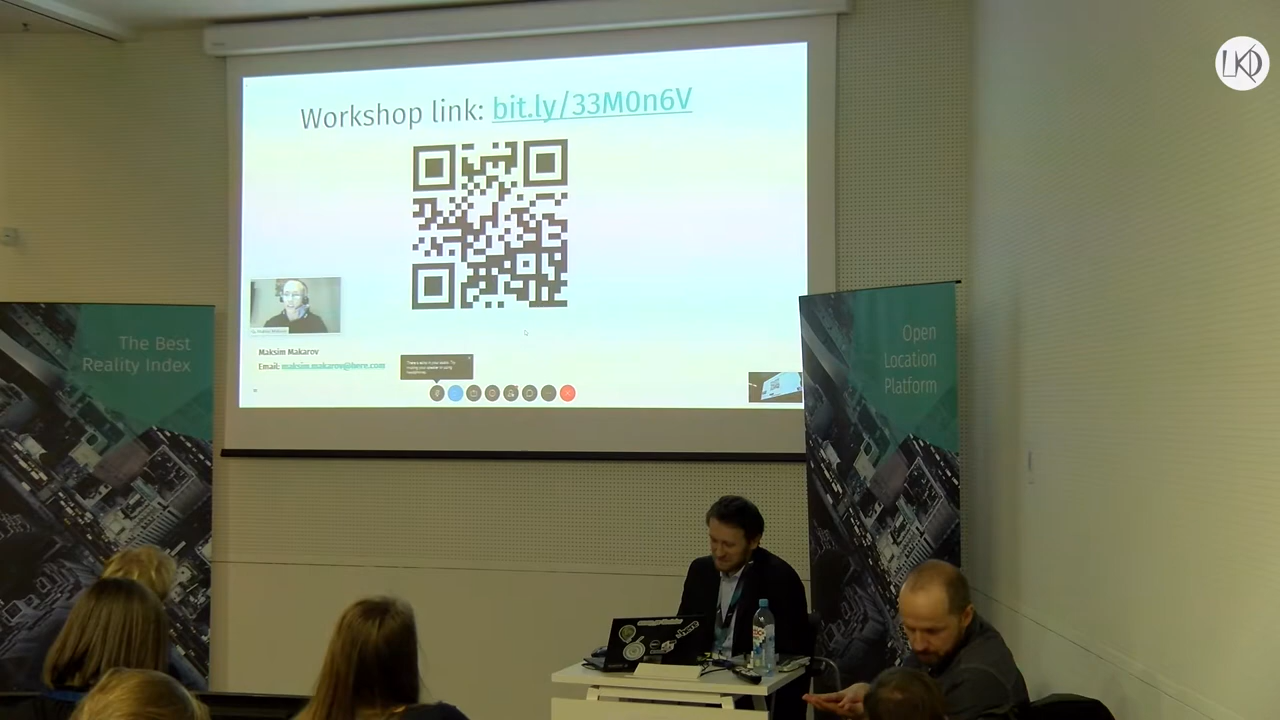 LKD
Workshop link: bit.ly/33M0n6V
Maksim Makarov
Email: maksim.makarov@here.com
The Best
Reality Index
Open
Location
Platform
here